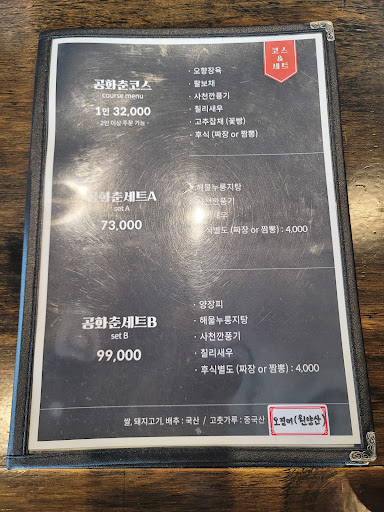 코스
&
세트
공화춘코스
course menu
1인 32,000
- 2인 이상 주문 가능 -
· 오향장육
· 팔보채
· 사천깐풍기
· 칠리새우
· 고추잡채 (꽃빵)
· 후식 (짜장 or 짬뽕)
공화춘세트A
set A
73,000
해물누룽지탕
사천깐풍기
새우
후식별도 (짜장 or 짬뽕) : 4,000
공화춘세트B
set B
99,000
· 양장피
· 해물누룽지탕
· 사천깐풍기
· 칠리새우
· 후식별도 (짜장 or 짬뽕) : 4,000
쌀, 돼지고기, 배추 : 국산 / 고춧가루 : 중국산
오징어(원양산)